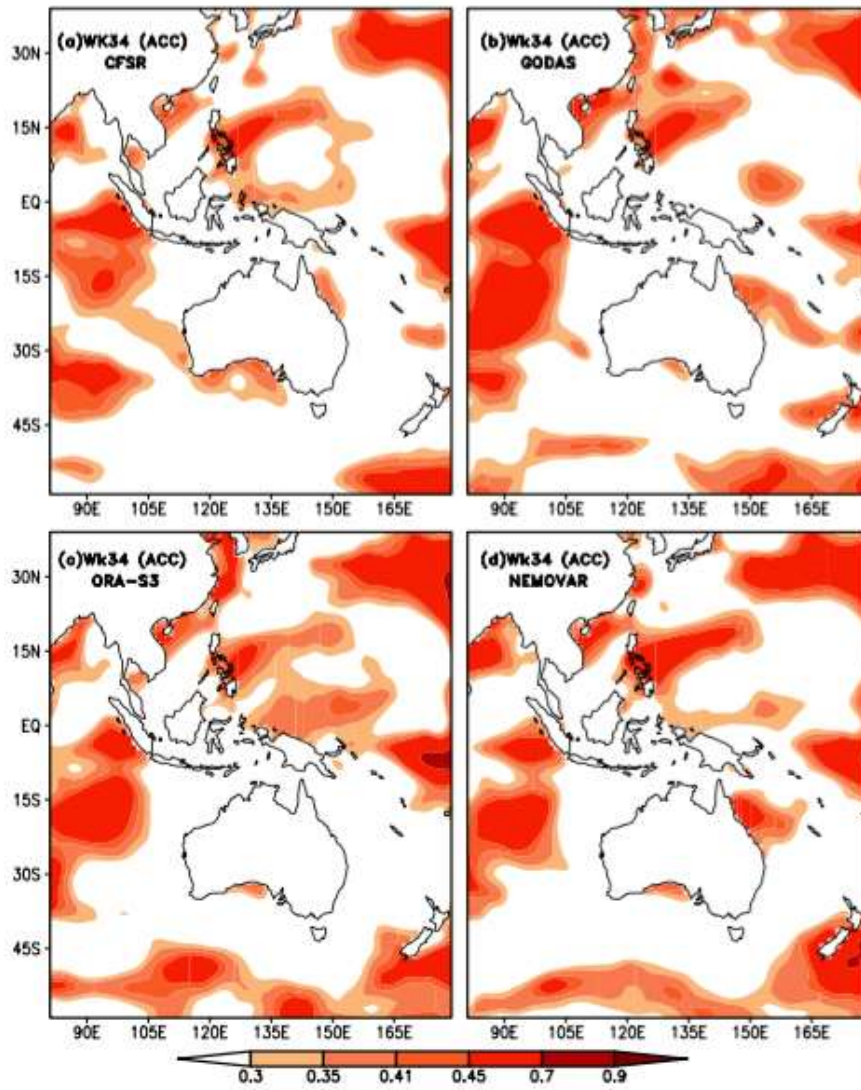 (a)WK34 (ACC)
CFSR
(b)Wk34 (ACC)
GODAS
30N
15N
EQ
15S
30S
45S
90E 105E 120E 135E 150E 165E
90E 105E 120E 135E 150E 165E
(c)Wk34 (ACC)
ORA-S3
(d)Wk34 (ACC)
NEMOVAR
30N
15N
EQ
15S
30S
45S
90E 105E 120E 135E 150E 165E
90E 105E 120E 135E 150E 165E
0.3 0.35 0.41 0.45 0.7 0.9